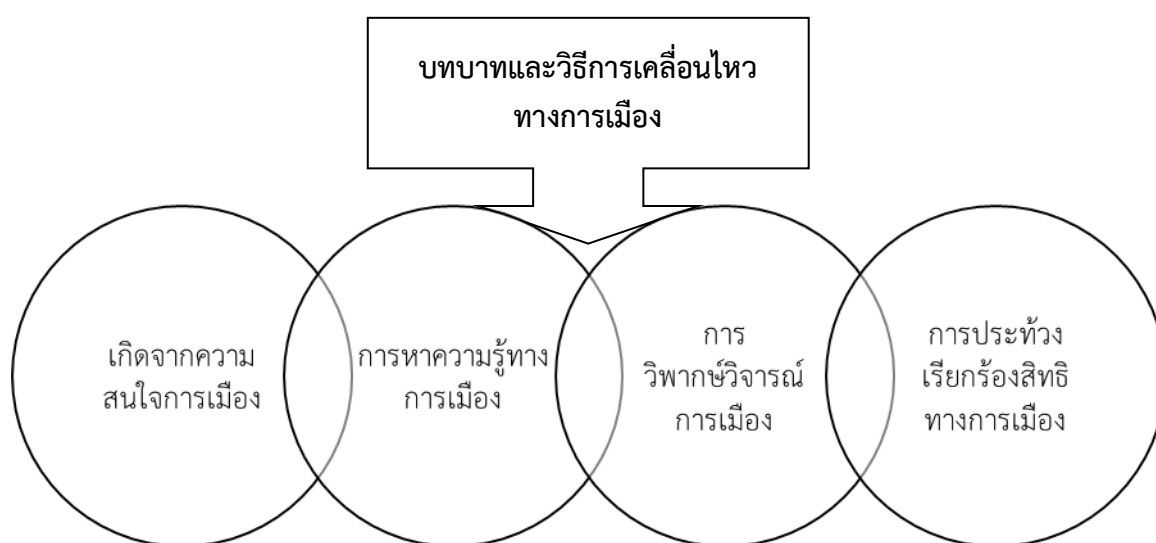 บทบาทและวิธีการเคลื่อนไหว
ทางการเมือง
เกิดจากความ
สนใจการเมือง
การหาความรู้ทาง
การเมือง
การ
วิพากษ์วิจารณ์
การเมือง
การประท้วง
เรียกร้องสิทธิ
ทางการเมือง